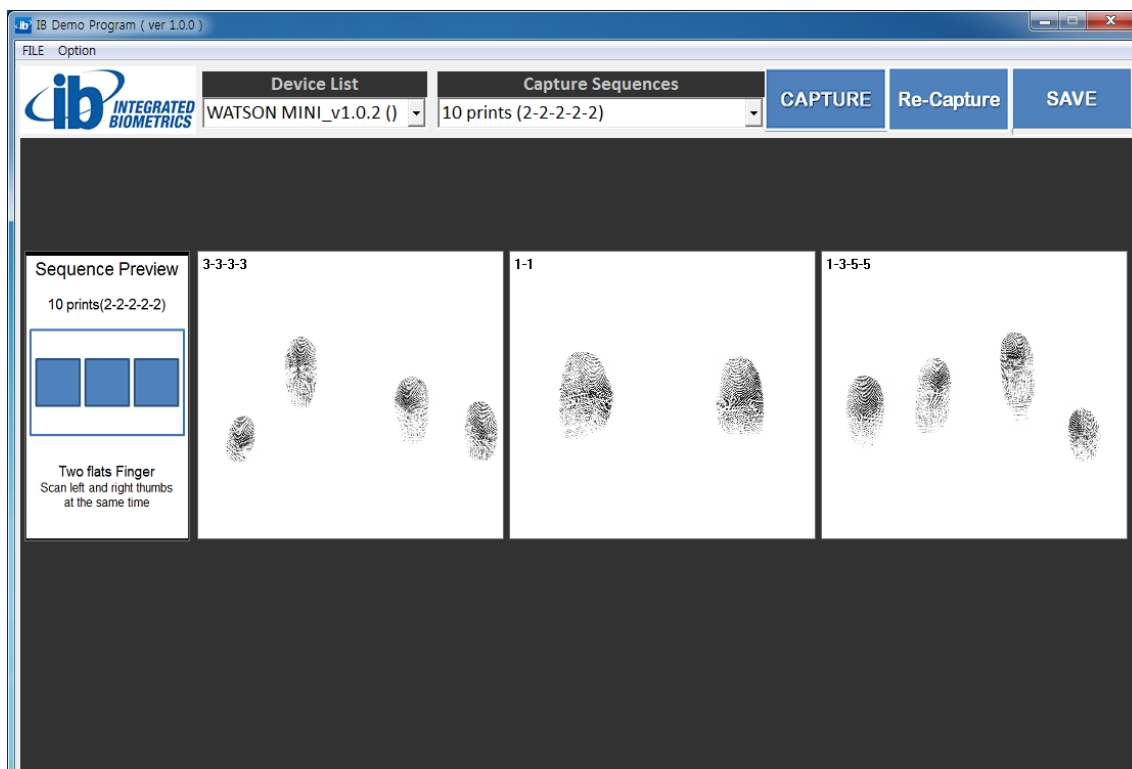 IB Demo Program ( ver 1.0.0 )
FILE Option
ib INTEGRATED BIOMETRICS
Device List
WATSON MINI_v1.0.2 ()
Capture Sequences
10 prints (2-2-2-2-2)
CAPTURE
Re-Capture
SAVE
Sequence Preview
10 prints(2-2-2-2-2)
Two flats Finger
Scan left and right thumbs
at the same time
3-3-3-3
1-1
1-3-5-5